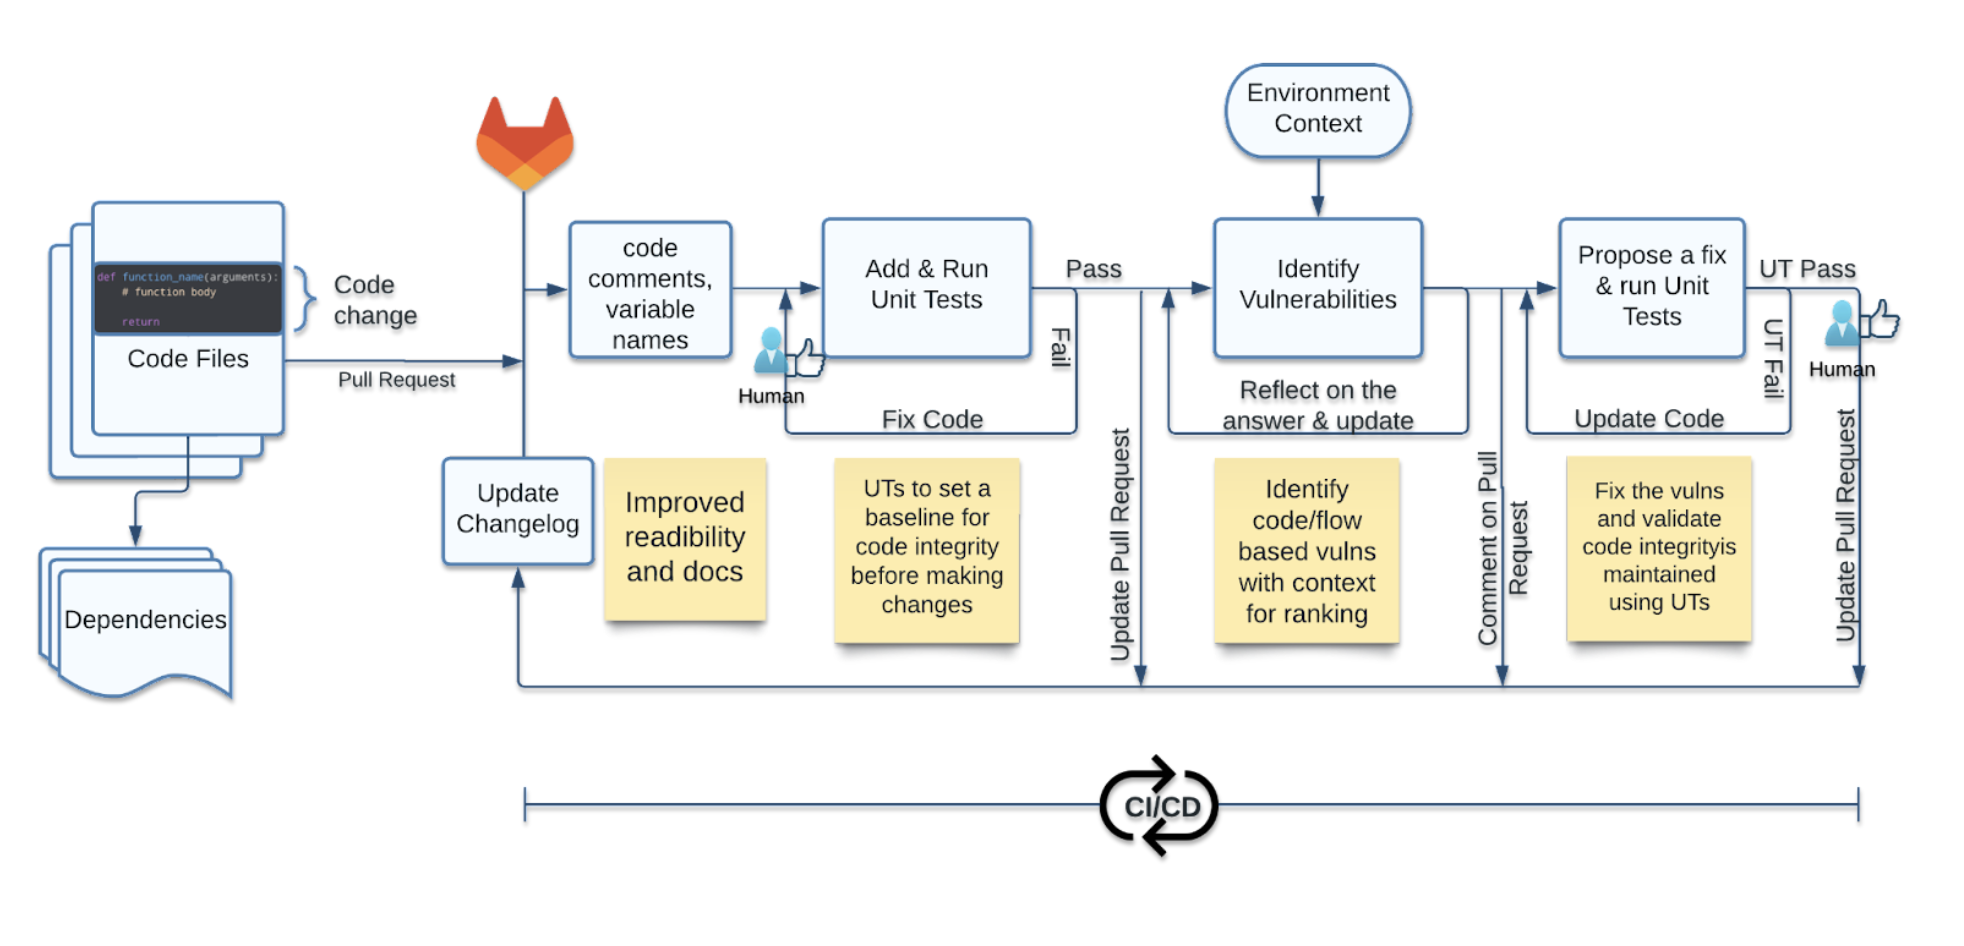 Environment
Context
def function_name(arguments):
# function body
return
Code Files
Code
change
Pull Request
code
comments,
variable
names
Add & Run
Unit Tests
Pass
Fail
Human
Fix Code
Identify
Vulnerabilities
Reflect on the
answer & update
Propose a fix
& run Unit
Tests
UT Pass
UT Fail
Human
Update Code
Update
Changelog
Improved
readibility
and docs
UTs to set a
baseline for
code integrity
before making
changes
Update Pull Request
Identify
code/flow
based vulns
with context
for ranking
Comment on Pull
Request
Fix the vulns
and validate
code integrityis
maintained
using UTs
Update Pull Request
Dependencies
CI/CD